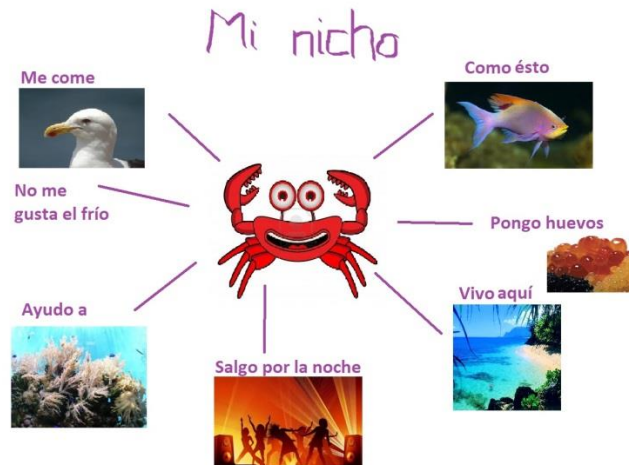 Mi nicho
Me come
Como ésto
No me
gusta el frío
Pongo huevos
Ayudo a
Vivo aquí
Salgo por la noche